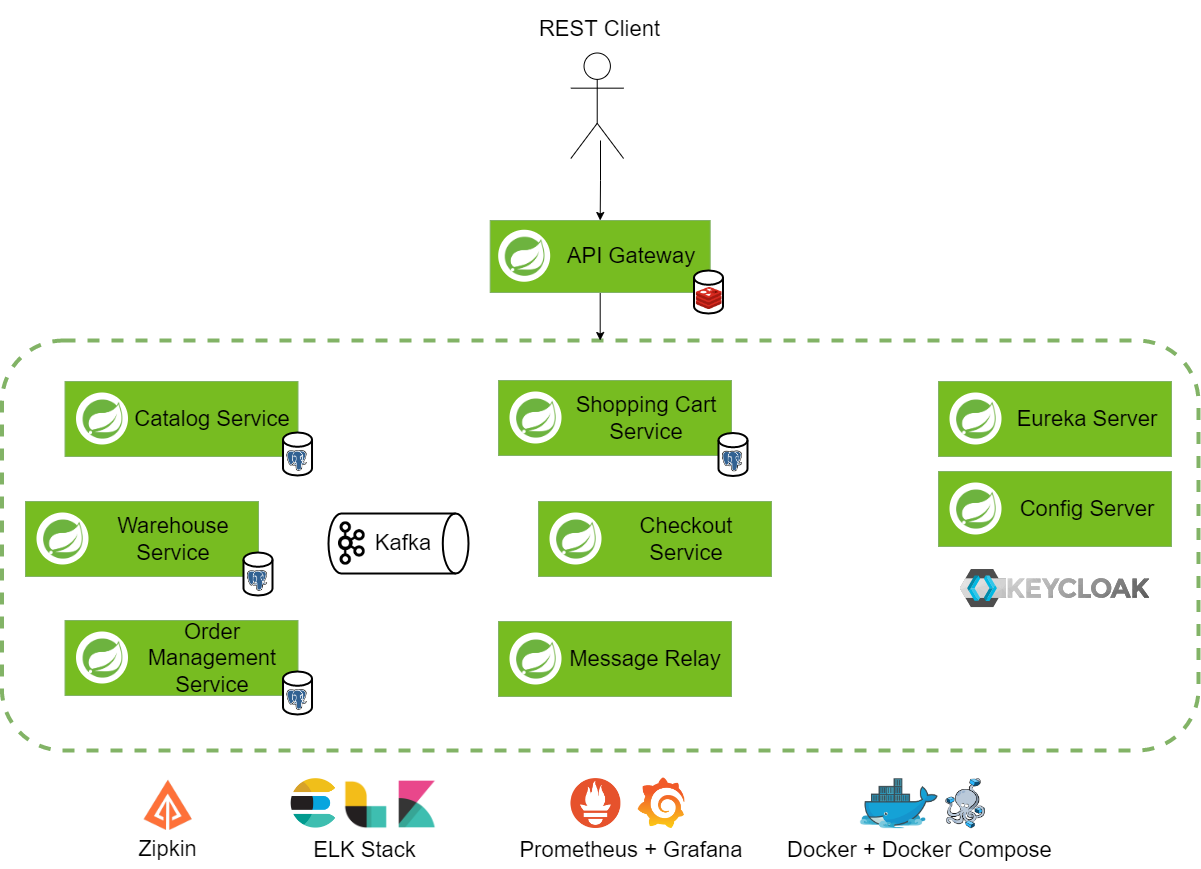 REST Client
API Gateway
Catalog Service
Shopping Cart
Service
Eureka Server
Config Server
Warehouse
Service
Kafka
Checkout
Service
KEYCLOAK
Order
Management
Service
Message Relay
ELK
Zipkin
ELK Stack
Prometheus + Grafana
Docker + Docker Compose